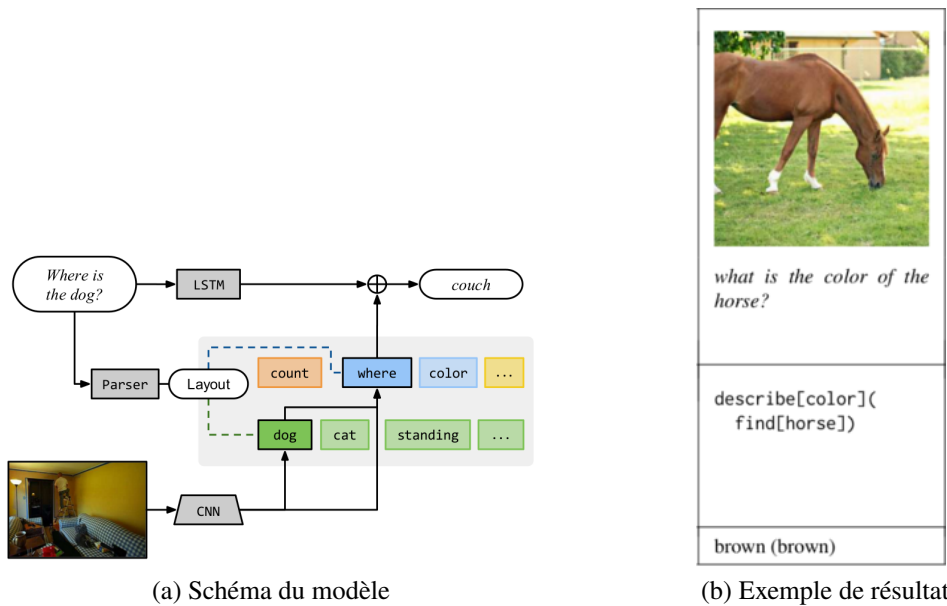 Where is
the dog?
LSTM
couch
count
where
color
...
Parser
Layout
dog
cat
standing
...
CNN
(a) Schéma du modèle
what is the color of the
horse?
describe[color](
find[horse])
brown (brown)
(b) Exemple de résultat